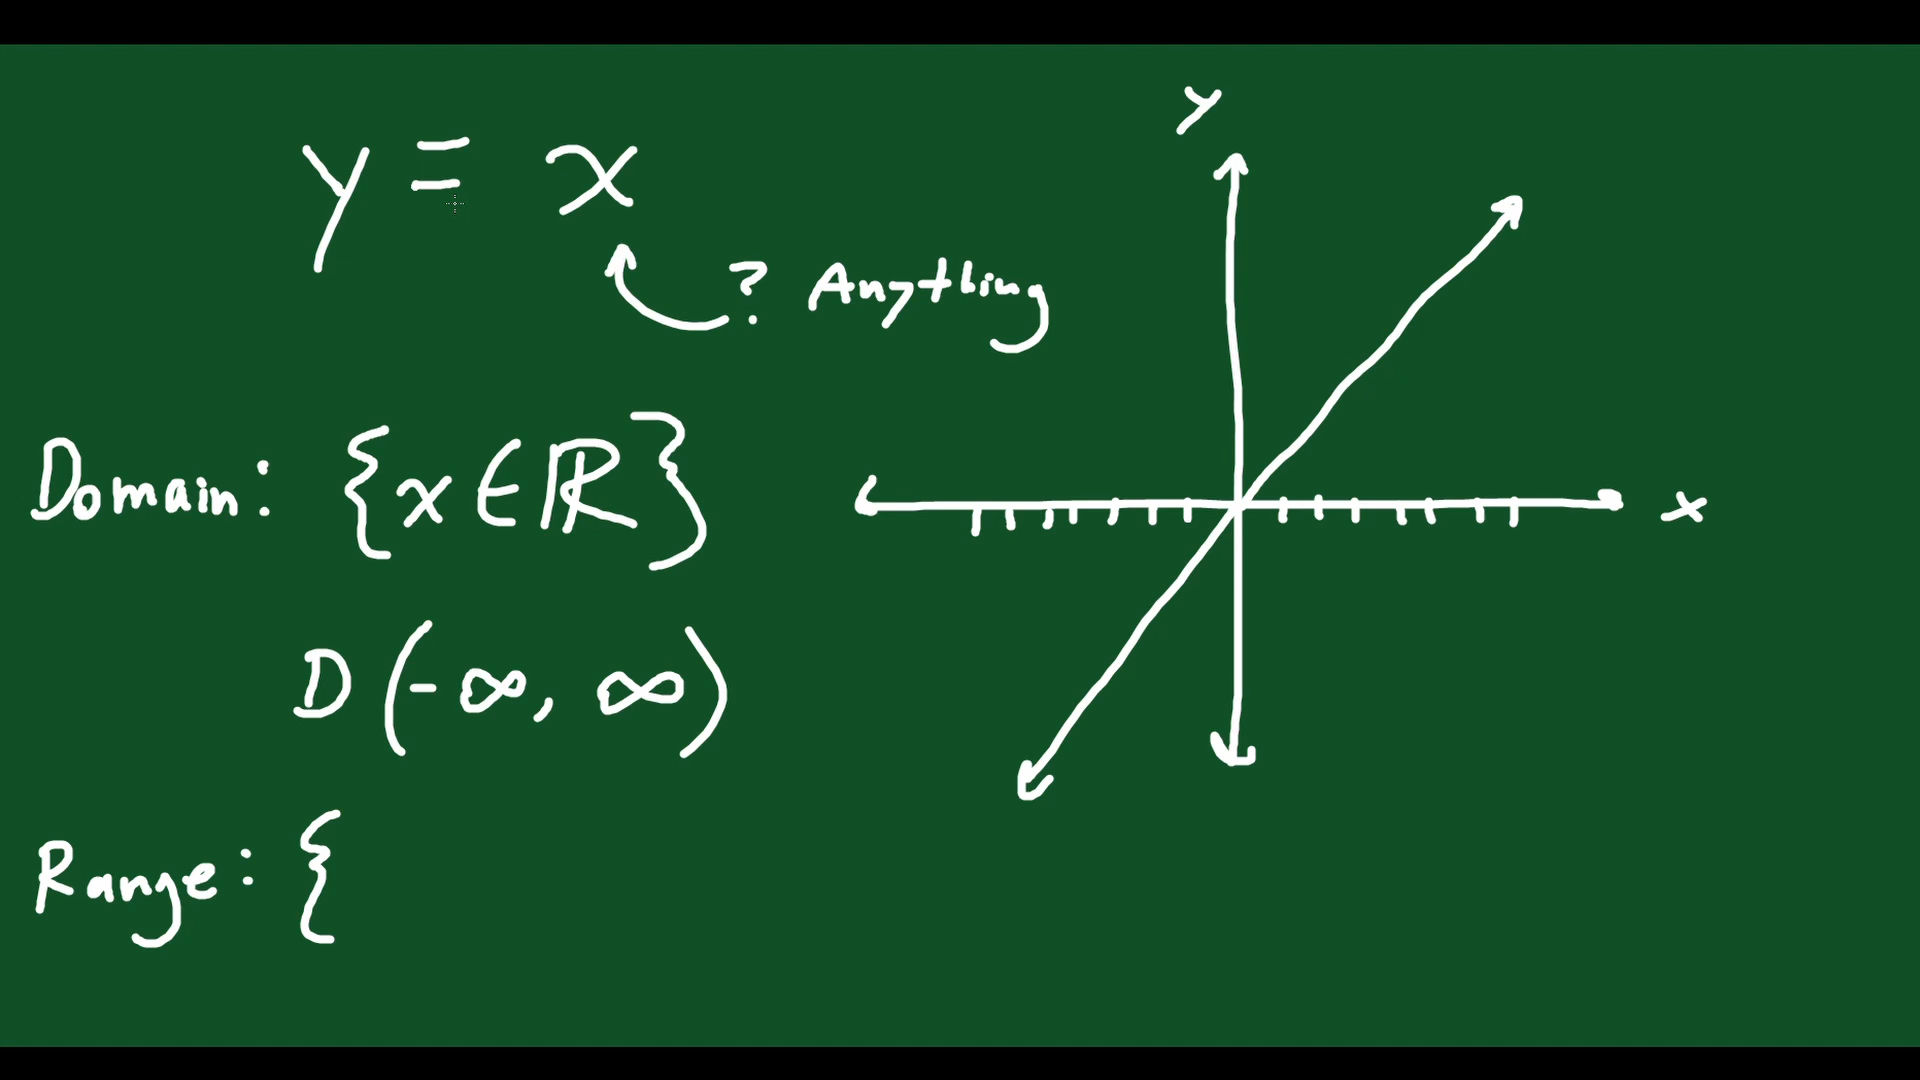 y = x
? Anything
Domain: {x∈ℝ}
D(-∞, ∞)
Range: {
y
x